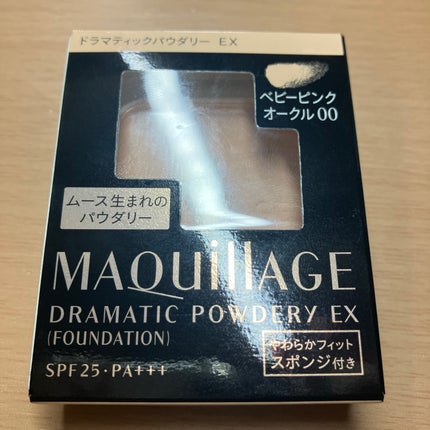 ドラマティックパウダリー EX
ベビーピンク
オークル00
ムース生まれの
パウダリー
MAQuillAGE
DRAMATIC POWDERY EX
(FOUNDATION)
やわらかフィット
スポンジ付き
SPF25・PA+++